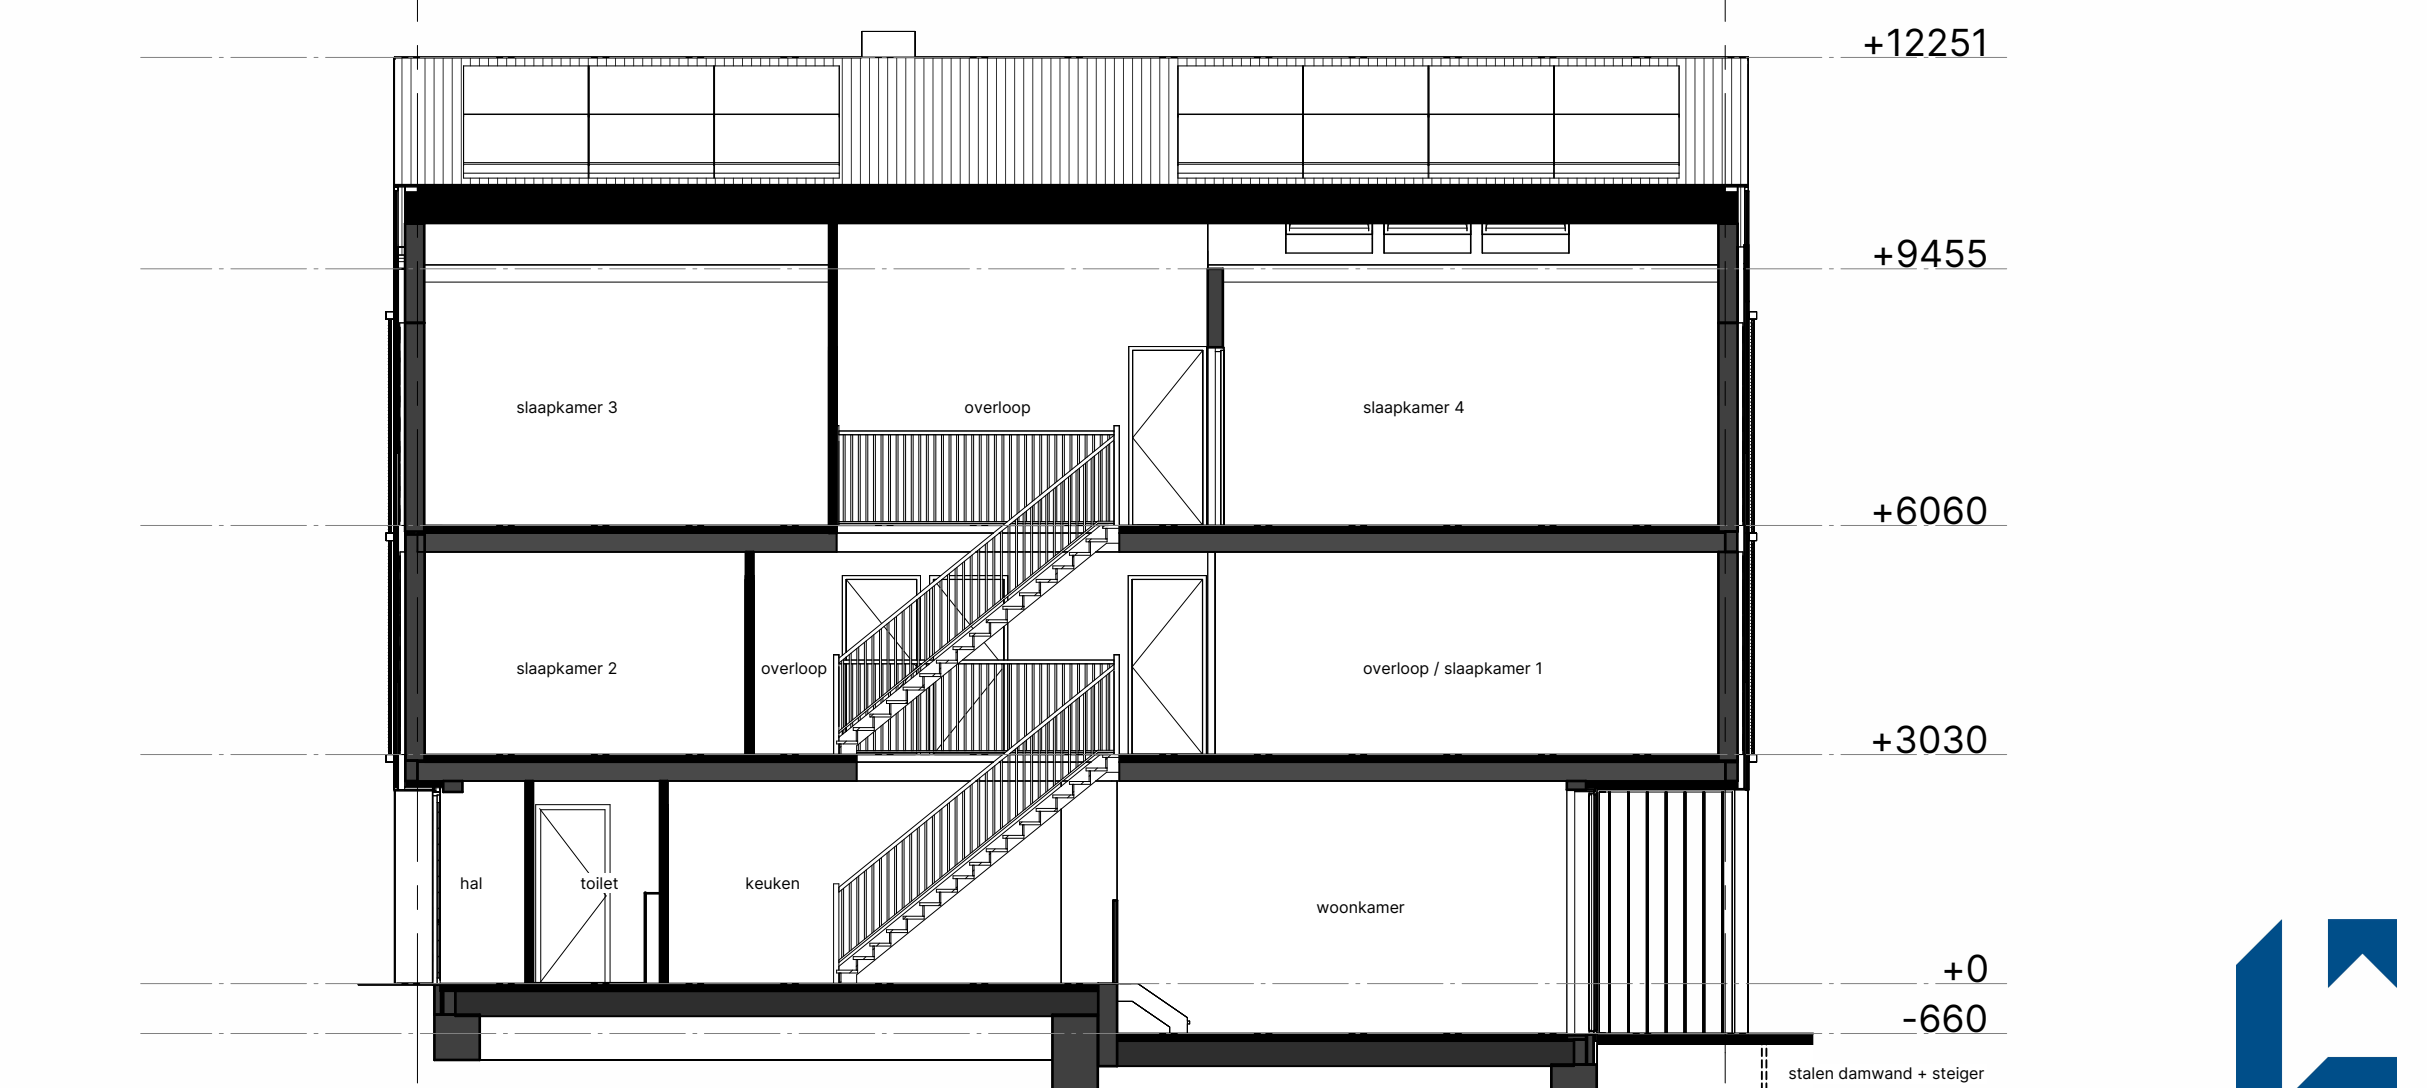 +12251
+9455
slaapkamer 3
overloop
slaapkamer 4
+6060
slaapkamer 2
overloop
overloop / slaapkamer 1
+3030
hal
toilet
keuken
woonkamer
+0
-660
stalen damwand + steiger